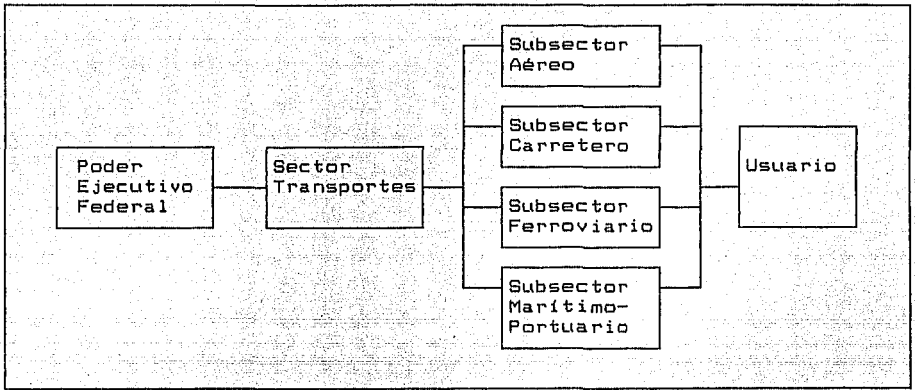 Poder
Ejecutivo
Federal
Sector
Transportes
Subsector
Aéreo
Subsector
Carretero
Subsector
Ferroviario
Subsector
Marítimo-
Portuario
Usuario